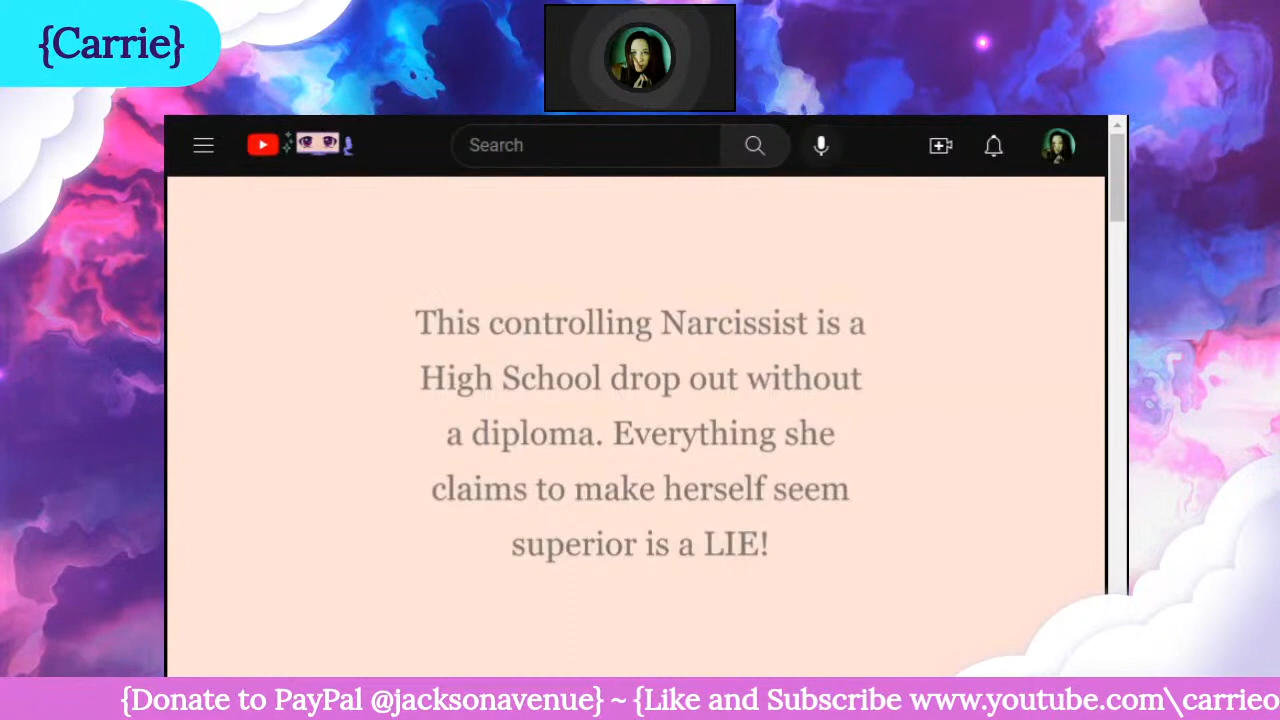 {Carrie}
Search
This controlling Narcissist is a
High School drop out without
a diploma. Everything she
claims to make herself seem
superior is a LIE!
{Donate to PayPal @jacksonavenue} ~ {Like and Subscribe www.youtube.com\carrieo